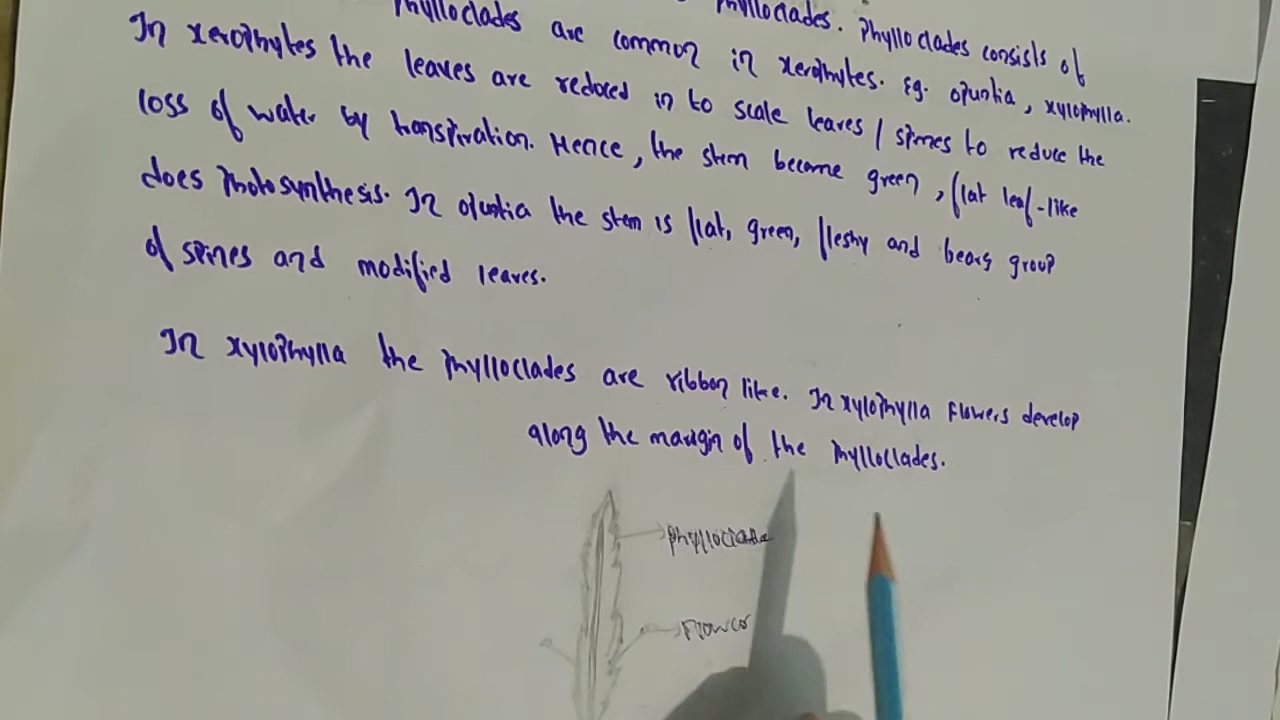 Phylloclades. Phylloclades consists of
Phylloclades are common in xerophytes. Eg. opuntia, xylophylla.
In xerophytes the leaves are reduced in to scale leaves / spines to reduce the
loss of water by transpiration. Hence, the stem become green, flat leaf-like
does photosynthesis. In opuntia the stem is flat, green, fleshy and bears group
of spines and modified leaves.
In xylophylla the phylloclades are ribbon like. In xylophylla Flowers develop
along the margin of the phylloclades.
phylloclade
Flower